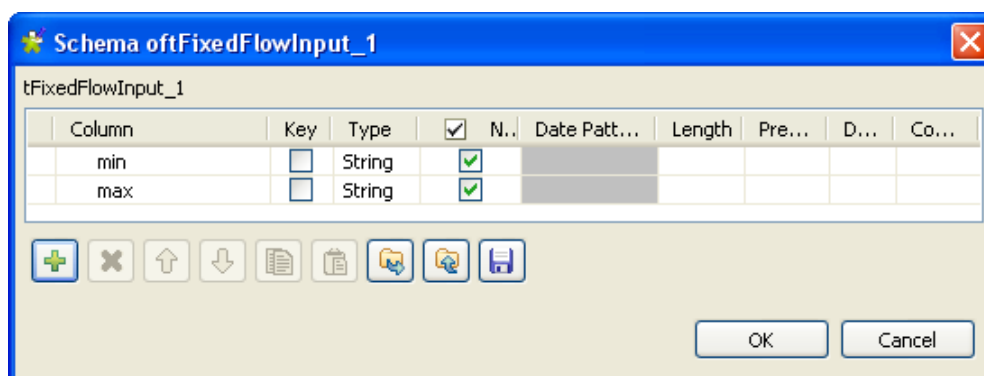 Schema oftFixedFlowInput_1
tFixedFlowInput_1
Column Key Type N.. Date Patt... Length Pre... D... Co...
min String
max String
OK Cancel